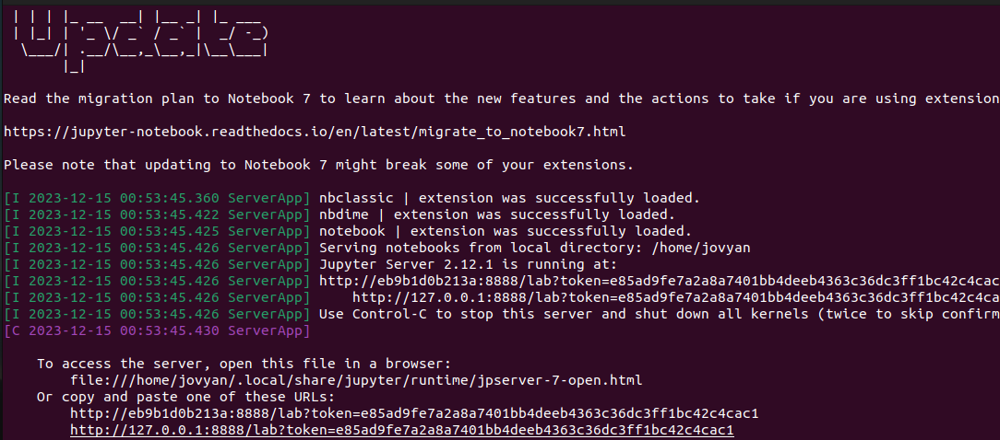 | | | |_ __  __| |__ _| |_ ___
 | |_| | '_ \/ _` / _` |  _/ -_)
  \___/| .__/\__,_\__,_|\__\___|
       |_|
Read the migration plan to Notebook 7 to learn about the new features and the actions to take if you are using extension
https://jupyter-notebook.readthedocs.io/en/latest/migrate_to_notebook7.html
Please note that updating to Notebook 7 might break some of your extensions.
[I 2023-12-15 00:53:45.360 ServerApp] nbclassic | extension was successfully loaded.
[I 2023-12-15 00:53:45.422 ServerApp] nbdime | extension was successfully loaded.
[I 2023-12-15 00:53:45.425 ServerApp] notebook | extension was successfully loaded.
[I 2023-12-15 00:53:45.426 ServerApp] Serving notebooks from local directory: /home/jovyan
[I 2023-12-15 00:53:45.426 ServerApp] Jupyter Server 2.12.1 is running at:
[I 2023-12-15 00:53:45.426 ServerApp] http://eb9b1d0b213a:8888/lab?token=e85ad9fe7a2a8a7401bb4deeb4363c36dc3ff1bc42c4cac
[I 2023-12-15 00:53:45.426 ServerApp]     http://127.0.0.1:8888/lab?token=e85ad9fe7a2a8a7401bb4deeb4363c36dc3ff1bc42c4ca
[I 2023-12-15 00:53:45.426 ServerApp] Use Control-C to stop this server and shut down all kernels (twice to skip confirm
[C 2023-12-15 00:53:45.430 ServerApp]
    To access the server, open this file in a browser:
        file:///home/jovyan/.local/share/jupyter/runtime/jpserver-7-open.html
    Or copy and paste one of these URLs:
        http://eb9b1d0b213a:8888/lab?token=e85ad9fe7a2a8a7401bb4deeb4363c36dc3ff1bc42c4cac1
        http://127.0.0.1:8888/lab?token=e85ad9fe7a2a8a7401bb4deeb4363c36dc3ff1bc42c4cac1